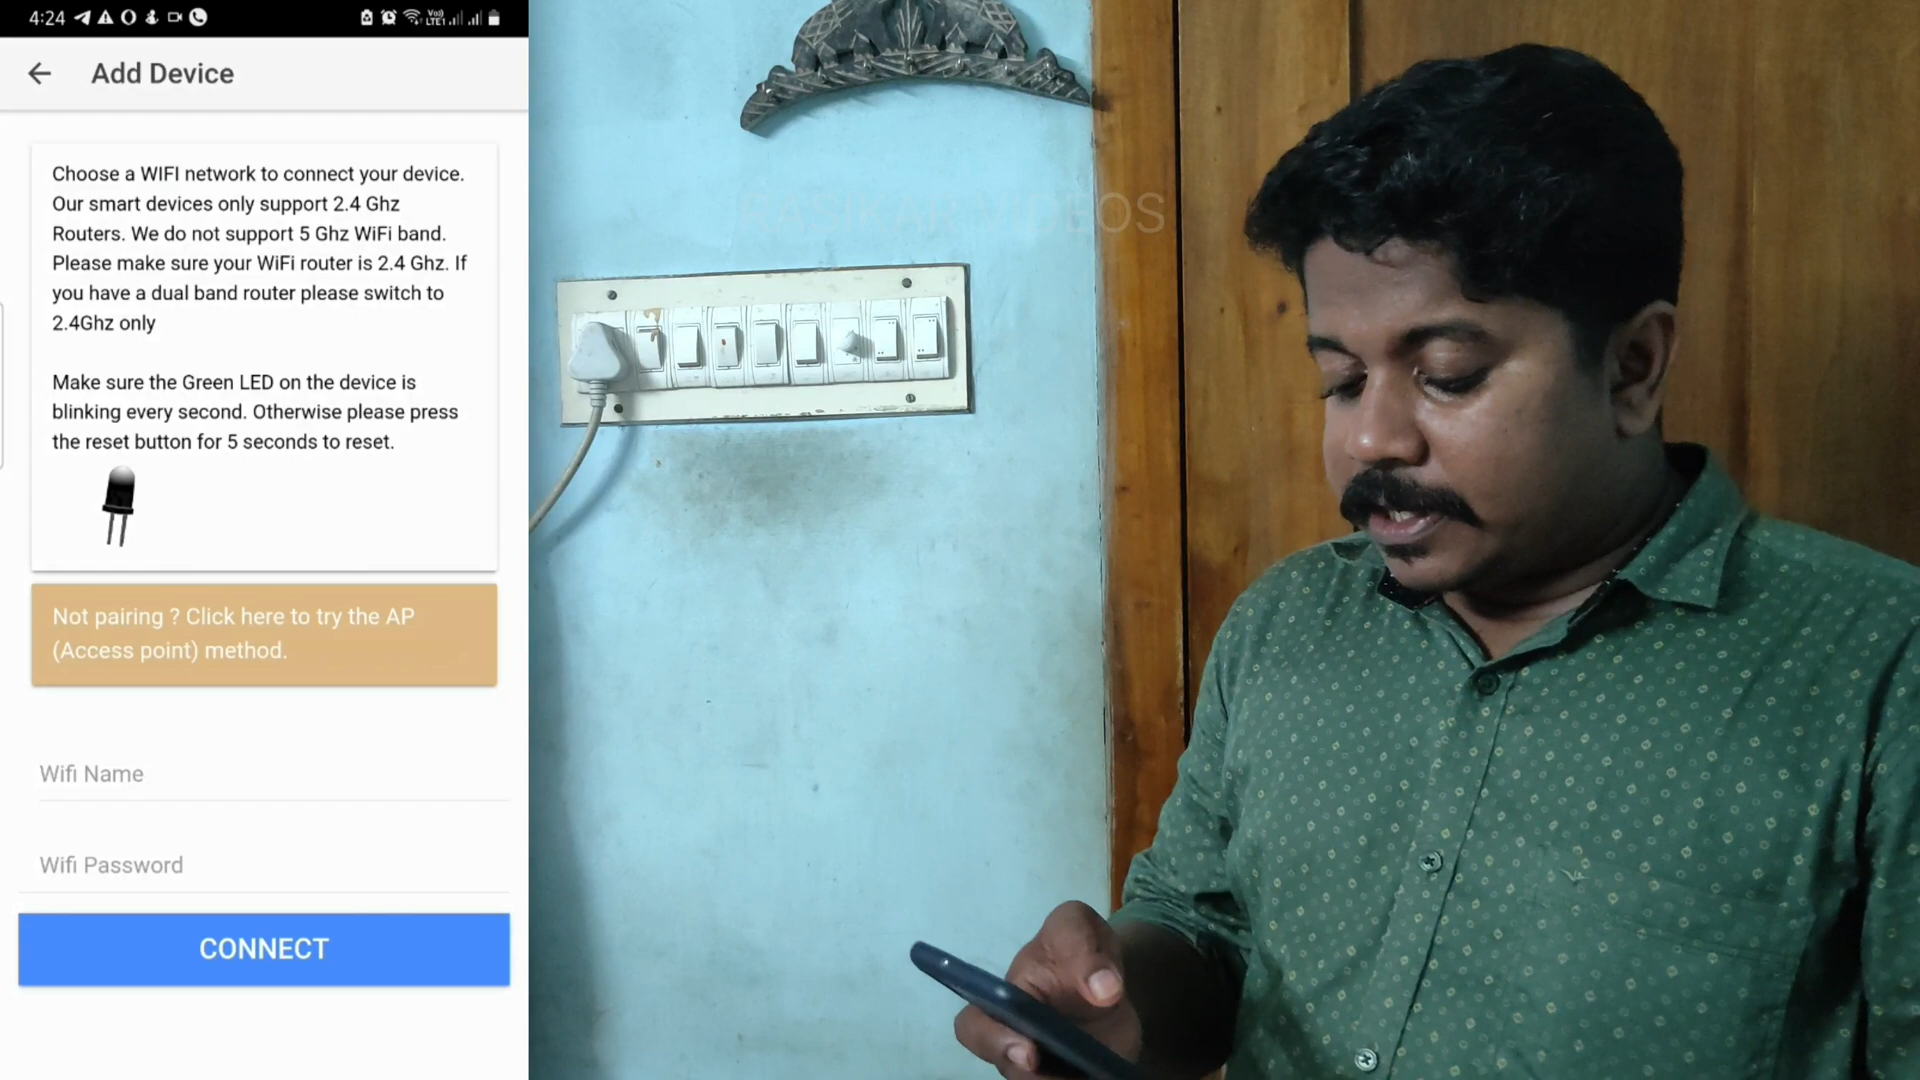 4:24
Vo)) LTE1
Add Device
Choose a WIFI network to connect your device.
Our smart devices only support 2.4 Ghz
Routers. We do not support 5 Ghz WiFi band.
Please make sure your WiFi router is 2.4 Ghz. If
you have a dual band router please switch to
2.4Ghz only
Make sure the Green LED on the device is
blinking every second. Otherwise please press
the reset button for 5 seconds to reset.
Not pairing ? Click here to try the AP
(Access point) method.
Wifi Name
Wifi Password
CONNECT
RASIKAR VIDEOS